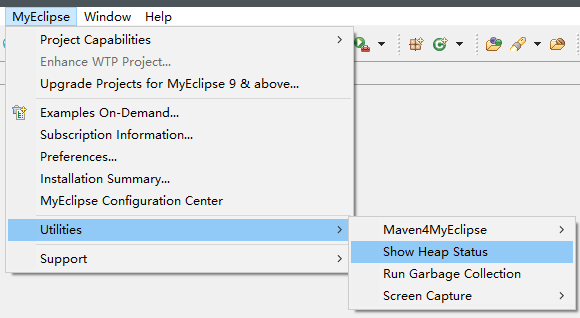 MyEclipse Window Help
Project Capabilities
Enhance WTP Project...
Upgrade Projects for MyEclipse 9 & above...
Examples On-Demand...
Subscription Information...
Preferences...
Installation Summary...
MyEclipse Configuration Center
Utilities
Support
Maven4MyEclipse
Show Heap Status
Run Garbage Collection
Screen Capture